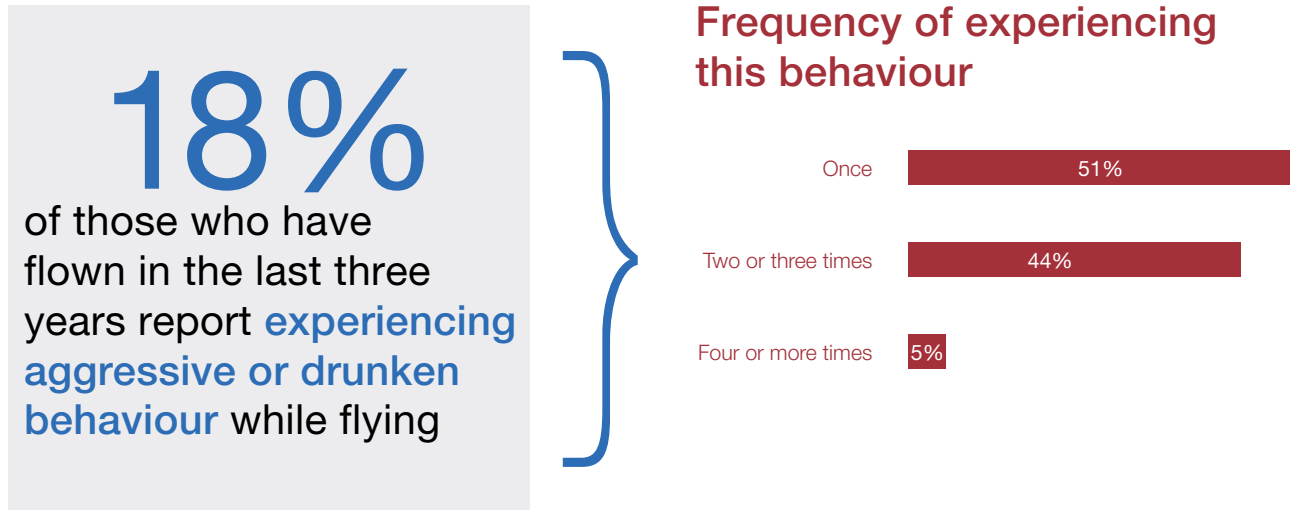 18%
of those who have
flown in the last three
years report experiencing
aggressive or drunken
behaviour while flying
Frequency of experiencing
this behaviour
Once 51%
Two or three times 44%
Four or more times 5%